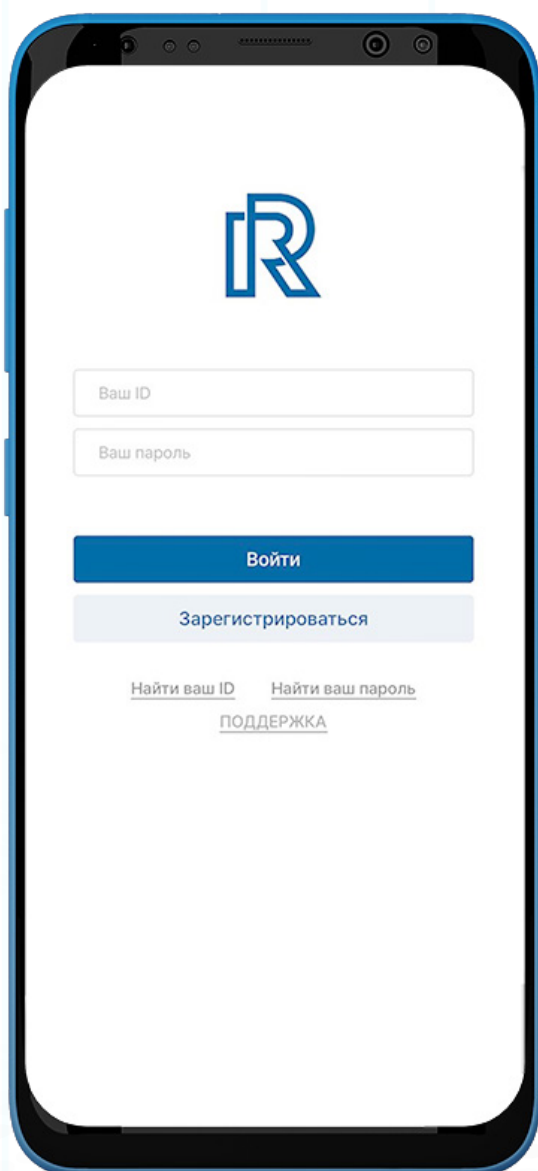 Ваш ID
Ваш пароль
Войти
Зарегистрироваться
Найти ваш ID Найти ваш пароль
ПОДДЕРЖКА